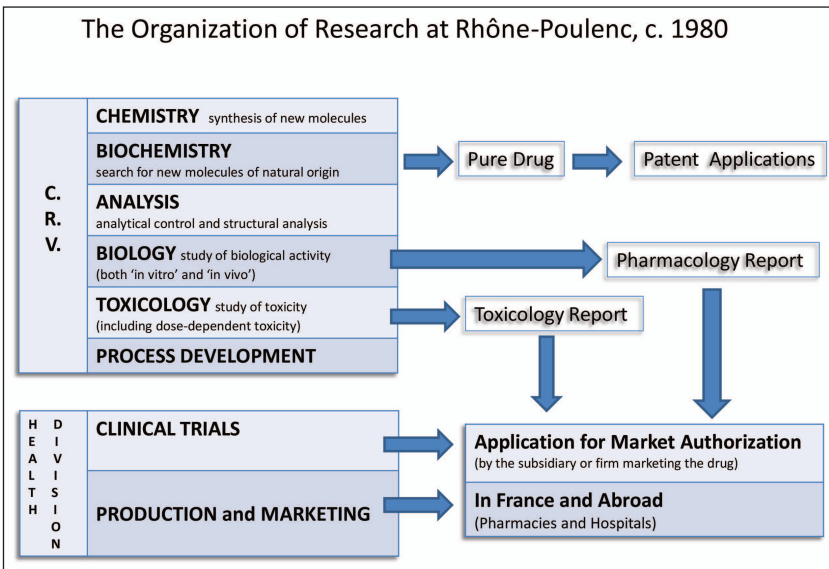 The Organization of Research at Rhône-Poulenc, c. 1980
C.
R.
V.
CHEMISTRY synthesis of new molecules
BIOCHEMISTRY
search for new molecules of natural origin
ANALYSIS
analytical control and structural analysis
BIOLOGY study of biological activity
(both ‘in vitro’ and ‘in vivo’)
TOXICOLOGY study of toxicity
(including dose-dependent toxicity)
PROCESS DEVELOPMENT
Pure Drug
Patent Applications
Pharmacology Report
Toxicology Report
HEALTH
DIVISION
CLINICAL TRIALS
PRODUCTION and MARKETING
Application for Market Authorization
(by the subsidiary or firm marketing the drug)
In France and Abroad
(Pharmacies and Hospitals)